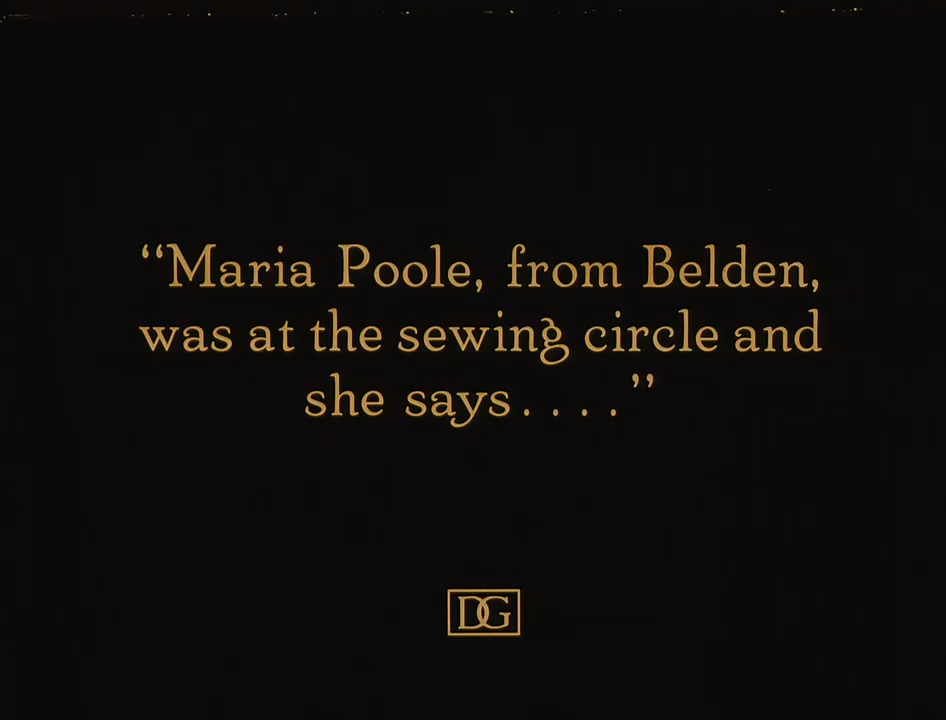 “Maria Poole, from Belden,
was at the sewing circle and
she says . . . . ”
DG